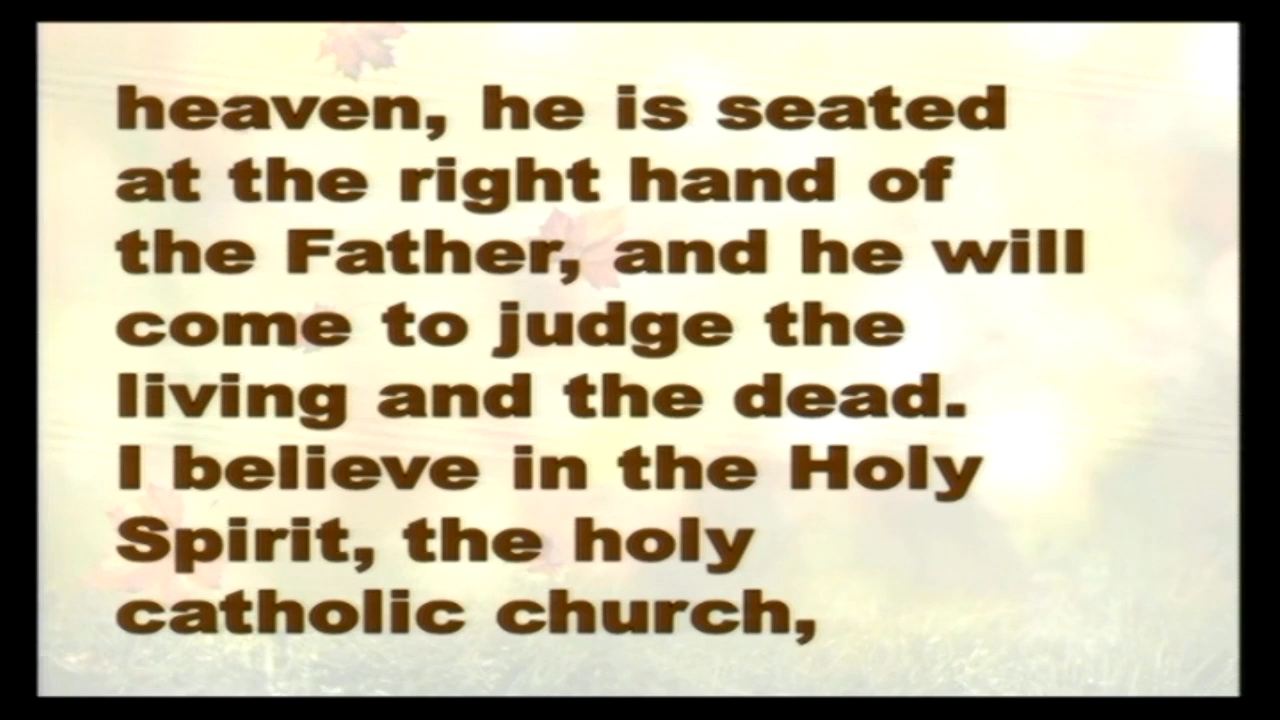 heaven, he is seated
at the right hand of
the Father, and he will
come to judge the
living and the dead.
I believe in the Holy
Spirit, the holy
catholic church,